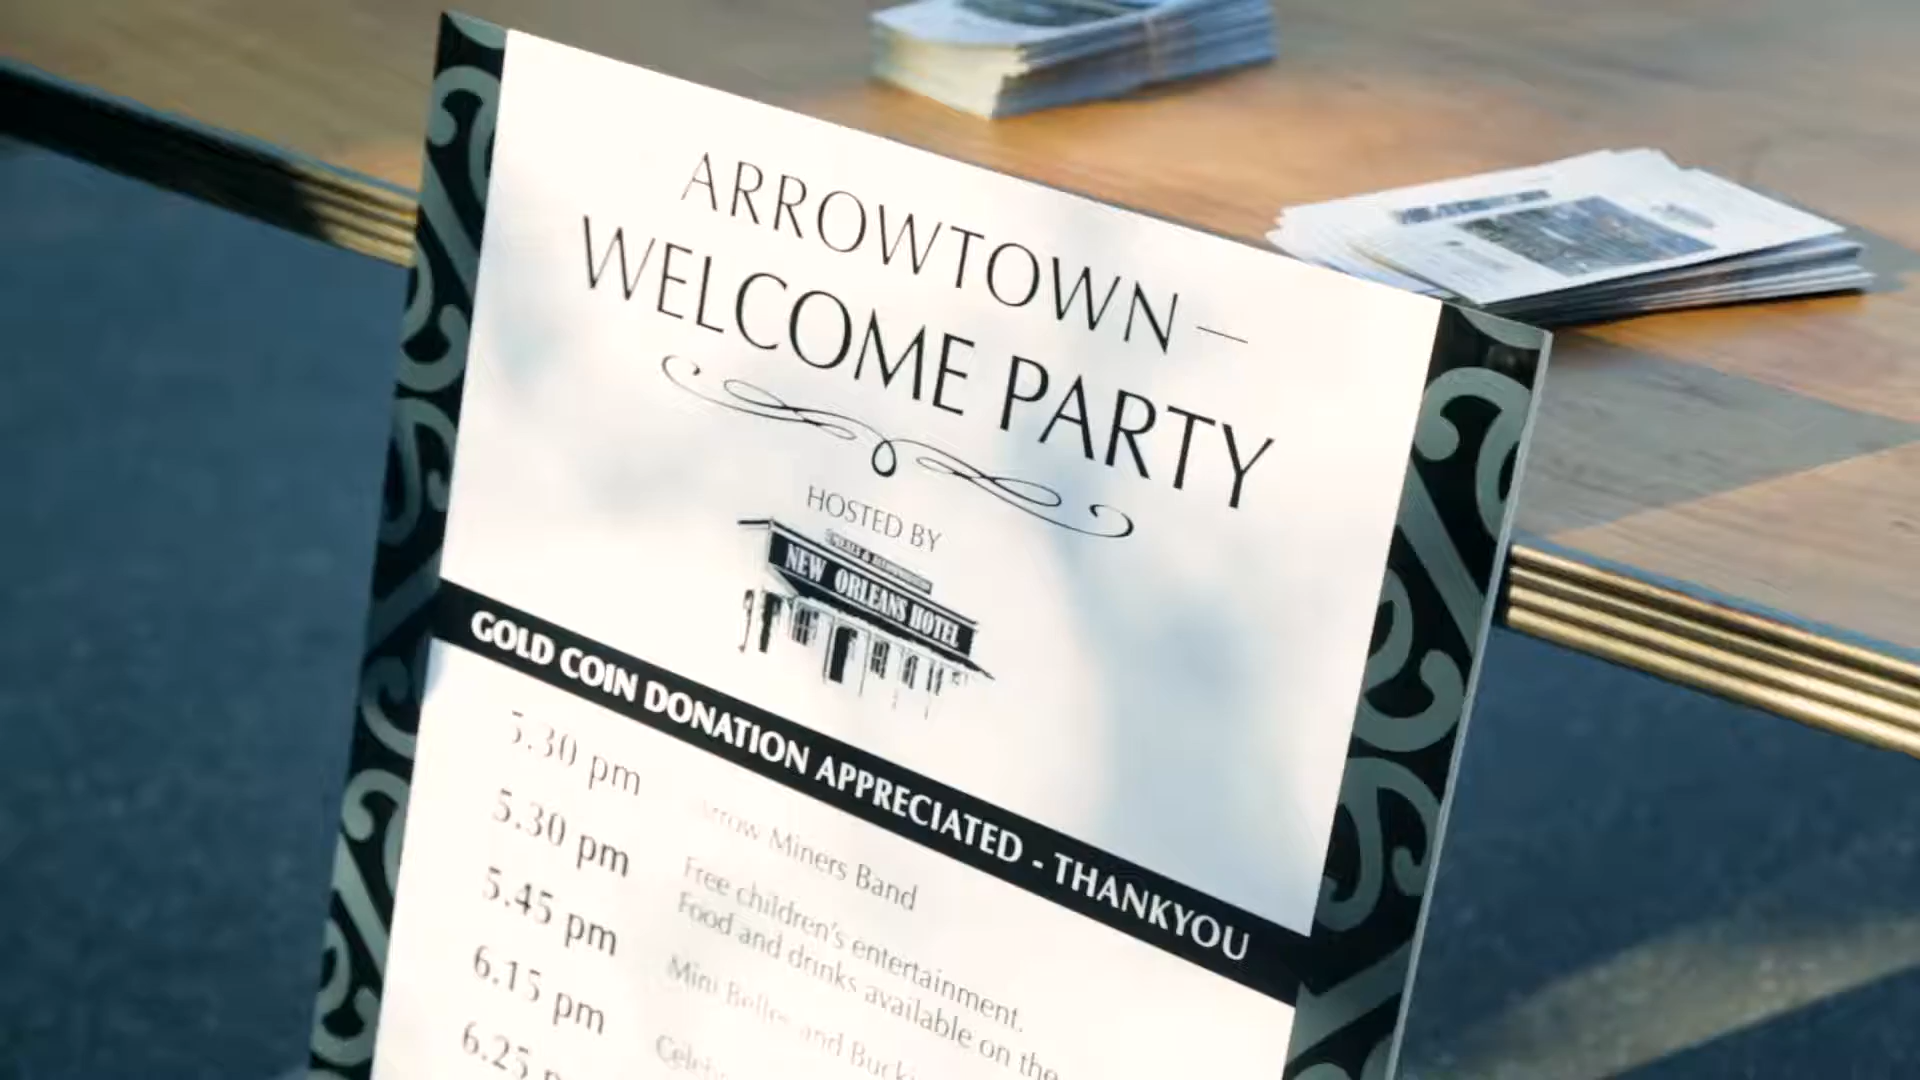 ARROWTOWN –
WELCOME PARTY
HOSTED BY
NEW ORLEANS HOTEL
GOLD COIN DONATION APPRECIATED - THANKYOU
5.30 pm
Arrow Miners Band
5.30 pm
Free children's entertainment.
Food and drinks available on the
5.45 pm
Mini Belles and
6.15 pm
6.25